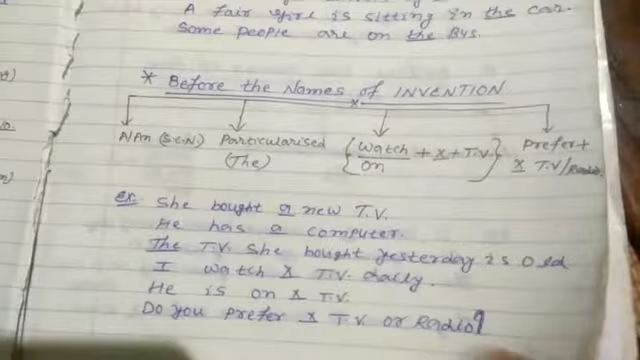 A fair girl is sitting in the car.
Some people are on the Bus.
* Before the Names of INVENTION
x
A/An (S.C.N) Particularised {Watch/on + x + T.V.} Prefer +
(The) x T.V/Radio
ex. She bought a new T.V.
He has a computer.
The T.V. she bought yesterday is old
I watch x T.V. daily.
He is on x T.V.
Do you prefer x T.V or Radio?